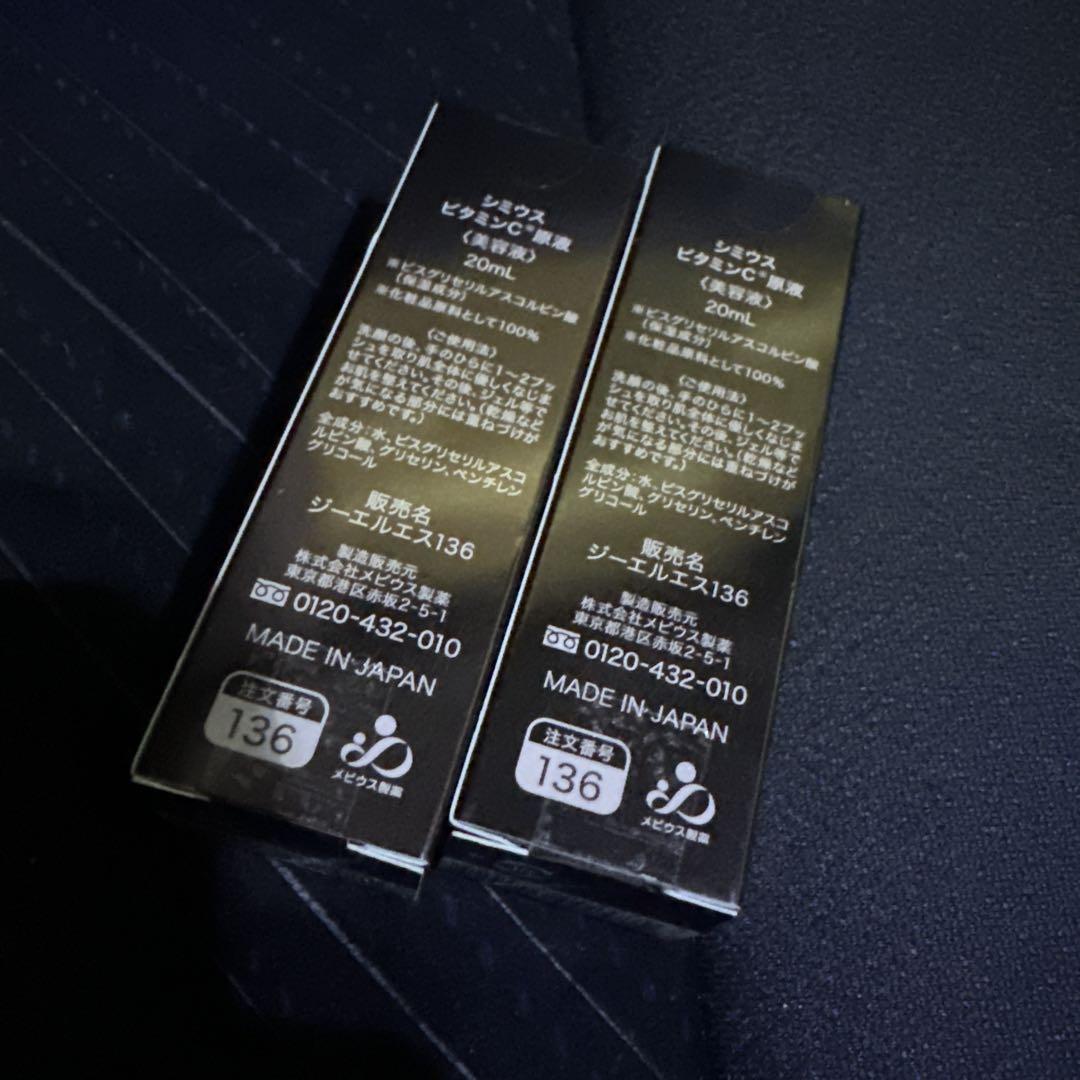 シミウス
ビタミンC※原液
〈美容液〉
20mL
※ビスグリセリルアスコルビン酸
（保湿成分）
※化粧品原料として100%
〈ご使用法〉
洗顔の後、手のひらに1〜2プッ
シュを取り肌全体に優しくなじま
せてください。その後、ジェル等で
お肌を整えてください。（乾燥など
が気になる部分には重ねづけが
おすすめです。）
全成分：水、ビスグリセリルアスコ
ルビン酸、グリセリン、ペンチレン
グリコール
販売名
ジーエルエス136
製造販売元
株式会社メビウス製薬
東京都港区赤坂2-5-1
0120-432-010
MADE IN JAPAN
注文番号
136
メビウス製薬
シミウス
ビタミンC※原液
〈美容液〉
20mL
※ビスグリセリルアスコルビン酸
（保湿成分）
※化粧品原料として100%
〈ご使用法〉
洗顔の後、手のひらに1〜2プッ
シュを取り肌全体に優しくなじま
せてください。その後、ジェル等で
お肌を整えてください。（乾燥など
が気になる部分には重ねづけが
おすすめです。）
全成分：水、ビスグリセリルアスコ
ルビン酸、グリセリン、ペンチレン
グリコール
販売名
ジーエルエス136
製造販売元
株式会社メビウス製薬
東京都港区赤坂2-5-1
0120-432-010
MADE IN JAPAN
注文番号
136
メビウス製薬